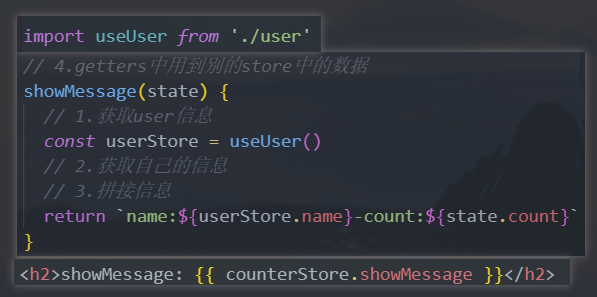 import useUser from './user'
// 4.getters中用到别的store中的数据
showMessage(state) {
// 1.获取user信息
const userStore = useUser()
// 2.获取自己的信息
// 3.拼接信息
return `name:${userStore.name}-count:${state.count}`
}
<h2>showMessage: {{ counterStore.showMessage }}</h2>